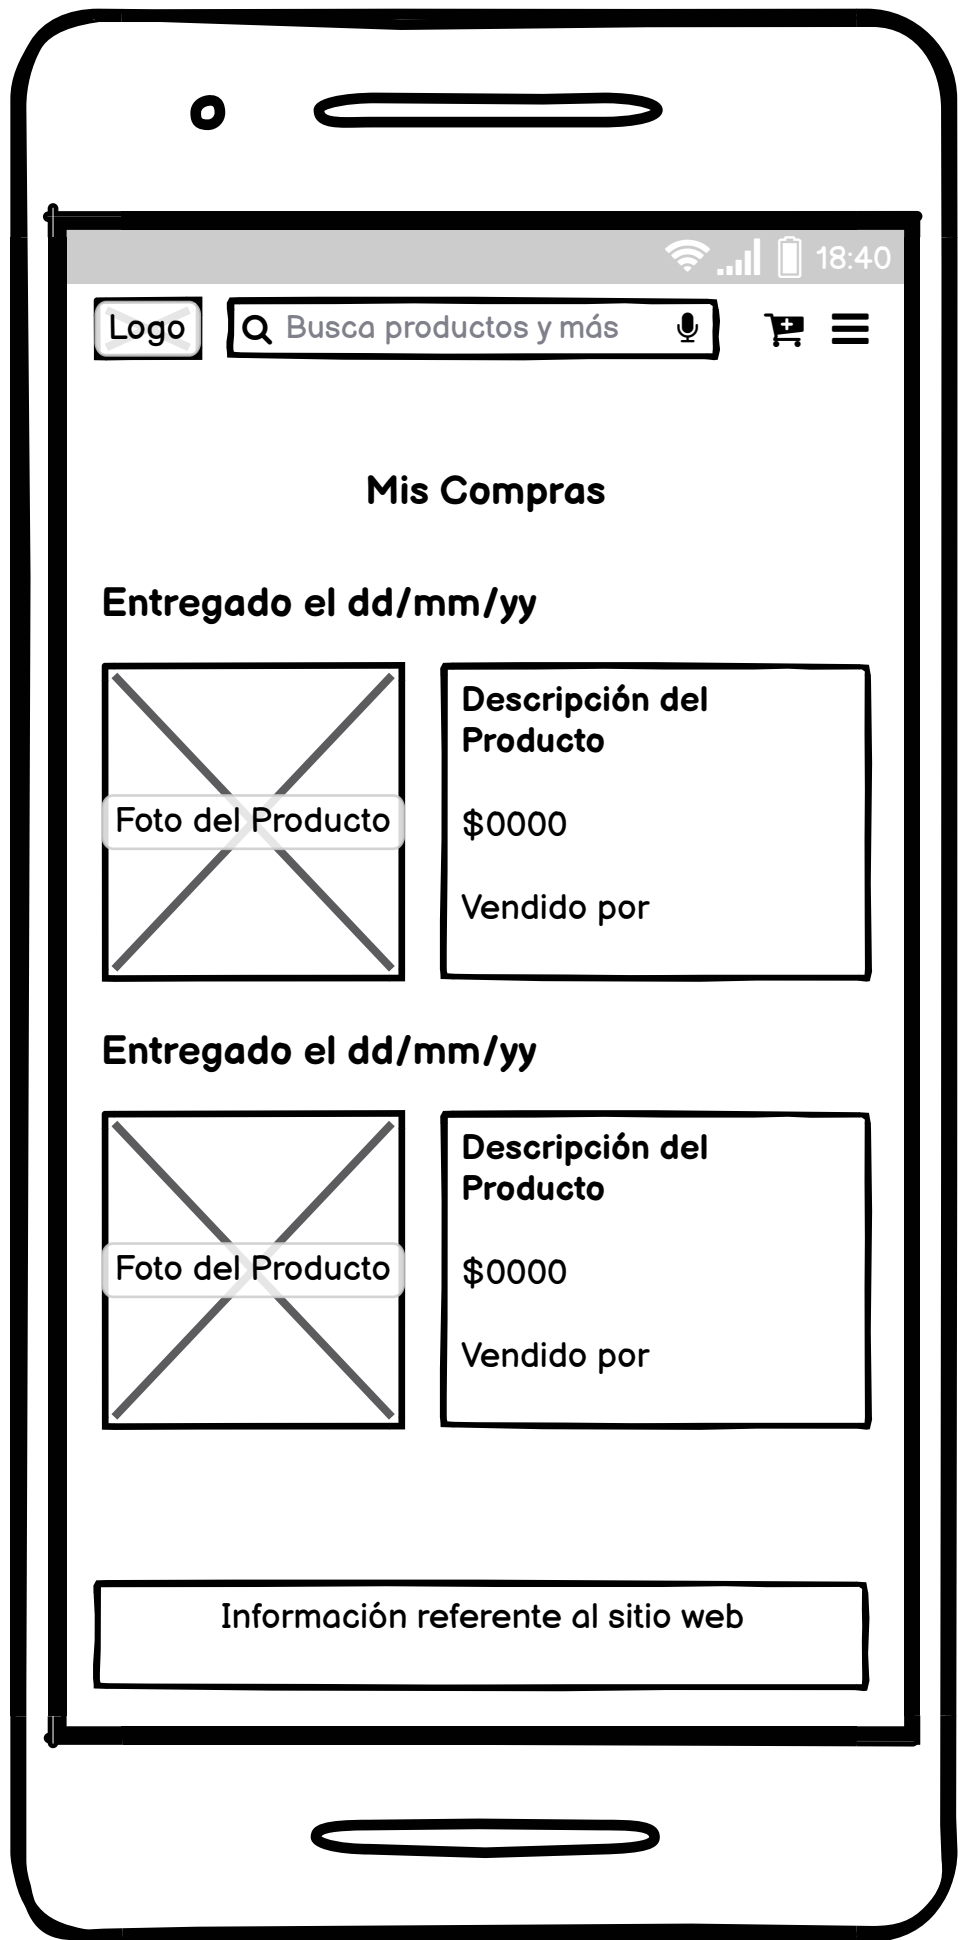 18:40
Logo
Busca productos y más
Mis Compras
Entregado el dd/mm/yy
Foto del Producto
Descripción del
Producto
$0000
Vendido por
Entregado el dd/mm/yy
Foto del Producto
Descripción del
Producto
$0000
Vendido por
Información referente al sitio web